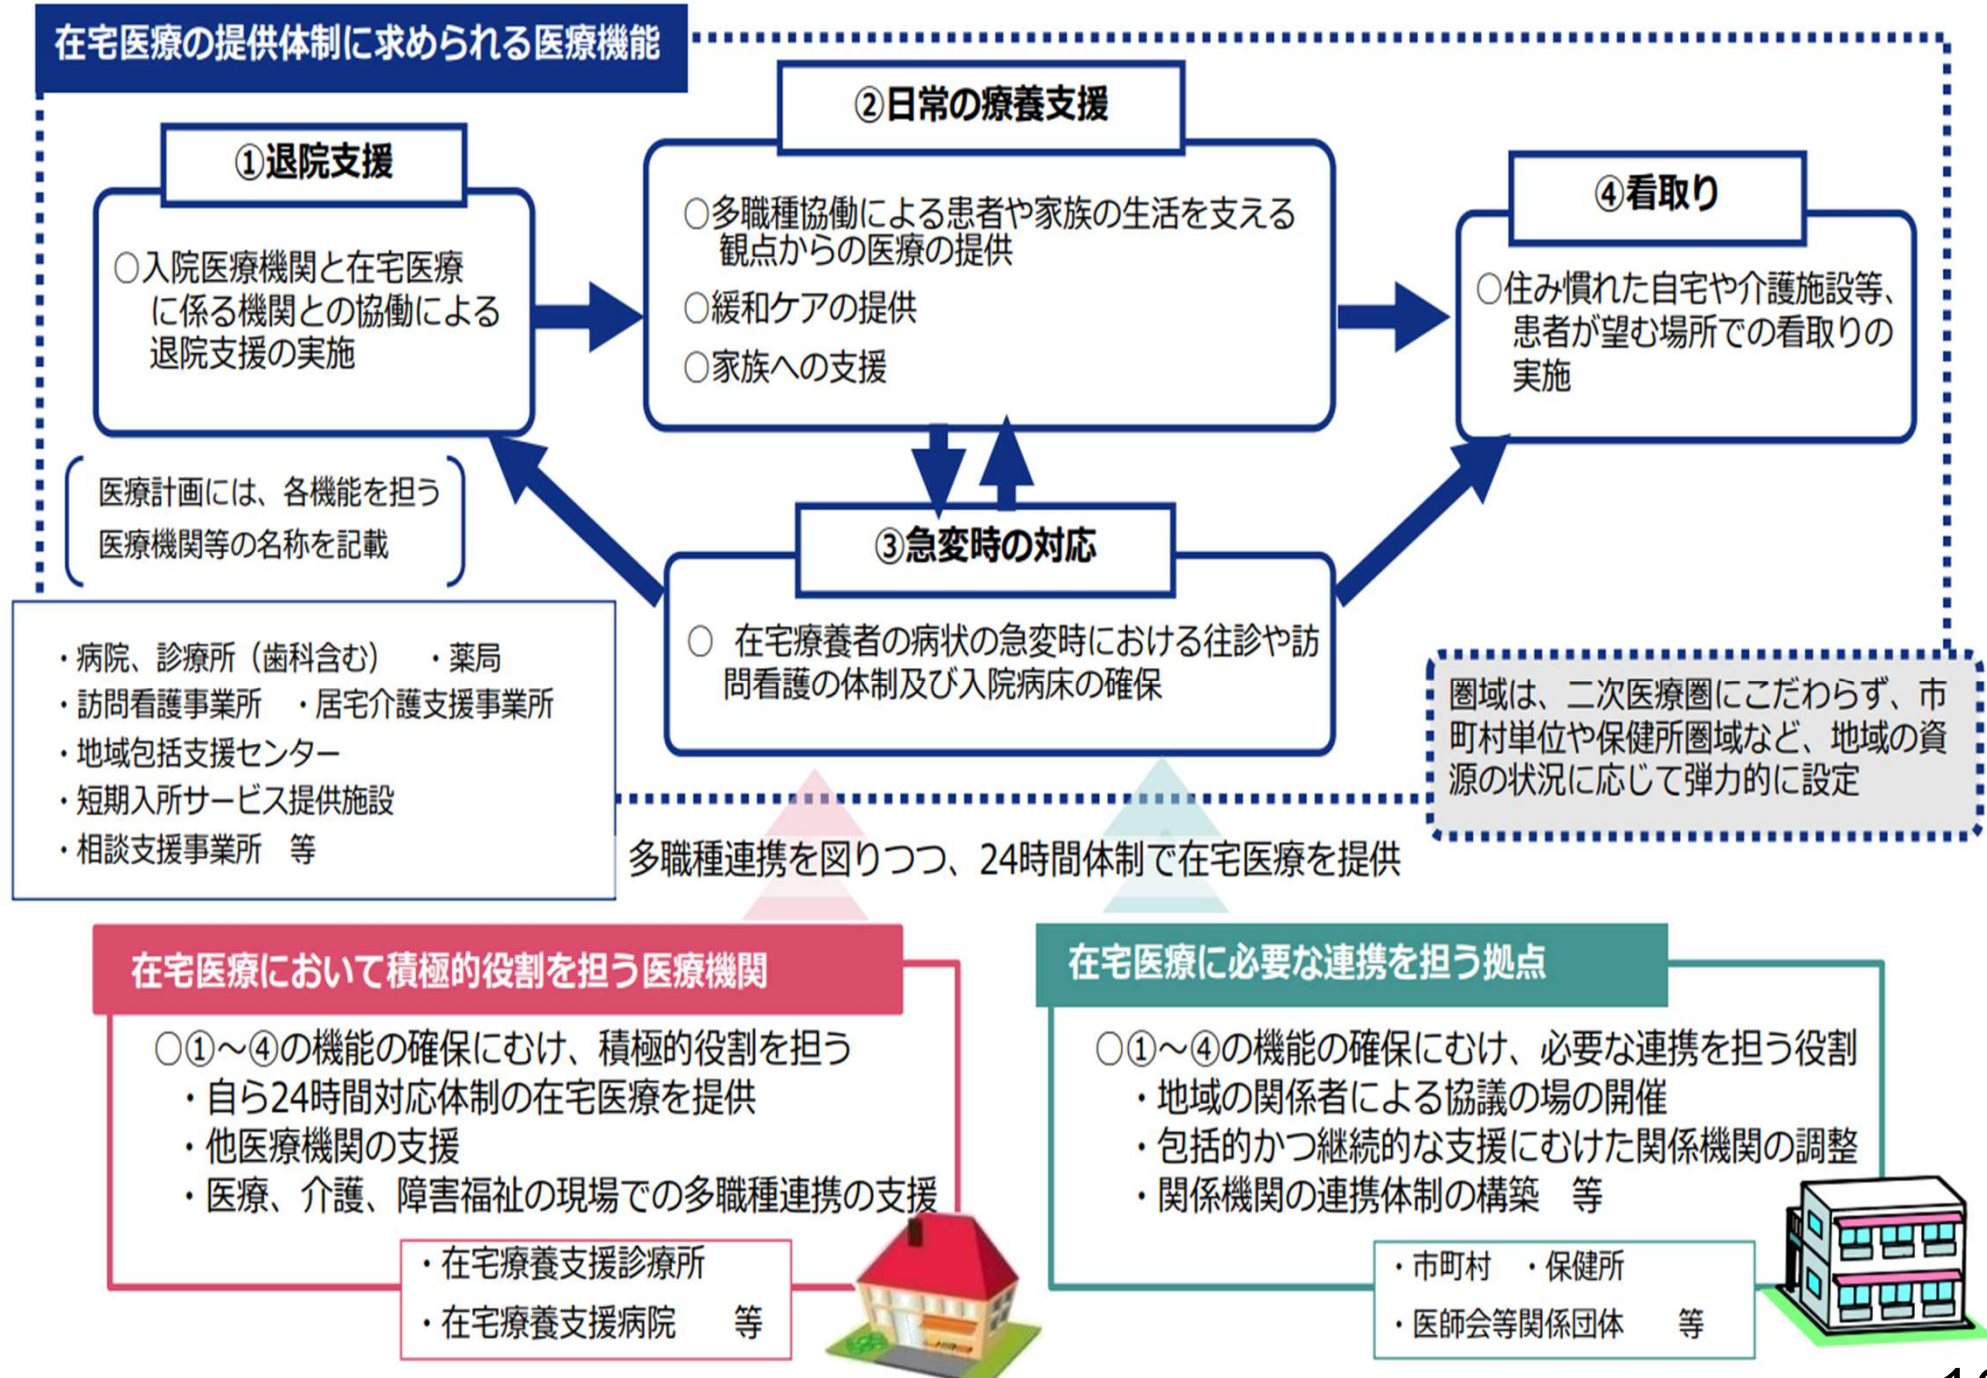 在宅医療の提供体制に求められる医療機能
①退院支援
○入院医療機関と在宅医療
に係る機関との協働による
退院支援の実施
②日常の療養支援
○多職種協働による患者や家族の生活を支える
観点からの医療の提供
○緩和ケアの提供
○家族への支援
④看取り
○住み慣れた自宅や介護施設等、
患者が望む場所での看取りの
実施
医療計画には、各機能を担う
医療機関等の名称を記載
③急変時の対応
○ 在宅療養者の病状の急変時における往診や訪
問看護の体制及び入院病床の確保
・病院、診療所（歯科含む） ・薬局
・訪問看護事業所 ・居宅介護支援事業所
・地域包括支援センター
・短期入所サービス提供施設
・相談支援事業所 等
圏域は、二次医療圏にこだわらず、市
町村単位や保健所圏域など、地域の資
源の状況に応じて弾力的に設定
多職種連携を図りつつ、24時間体制で在宅医療を提供
在宅医療において積極的役割を担う医療機関
○①～④の機能の確保にむけ、積極的役割を担う
・自ら24時間対応体制の在宅医療を提供
・他医療機関の支援
・医療、介護、障害福祉の現場での多職種連携の支援
・在宅療養支援診療所
・在宅療養支援病院 等
在宅医療に必要な連携を担う拠点
○①～④の機能の確保にむけ、必要な連携を担う役割
・地域の関係者による協議の場の開催
・包括的かつ継続的な支援にむけた関係機関の調整
・関係機関の連携体制の構築 等
・市町村 ・保健所
・医師会等関係団体 等